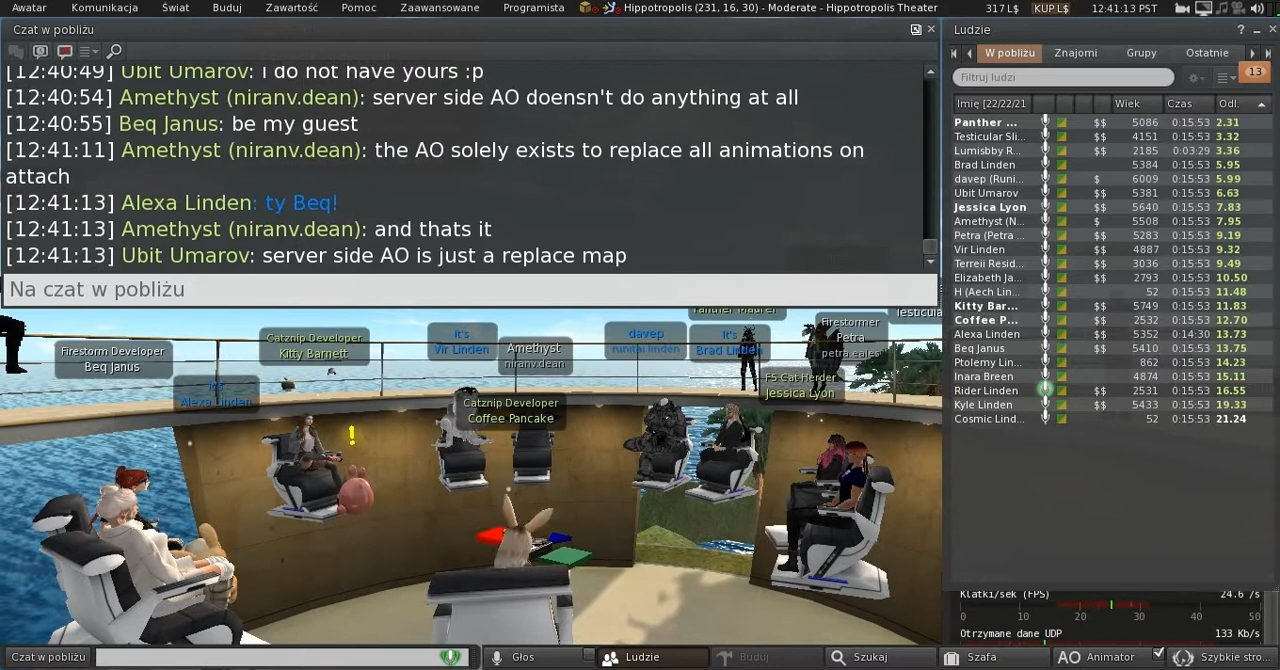 Awatar Komunikacja Świat Buduj Zawartość Pomoc Zaawansowane Programista Hippotropolis (231, 16, 30) - Moderate - Hippotropolis Theater 317 L$ KUP L$ 12:41:13 PST
Czat w pobliżu
[12:40:49] Ubit Umarov: i do not have yours :p
[12:40:54] Amethyst (niranv.dean): server side AO doensn't do anything at all
[12:40:55] Beq Janus: be my guest
[12:41:11] Amethyst (niranv.dean): the AO solely exists to replace all animations on
attach
[12:41:13] Alexa Linden: ty Beq!
[12:41:13] Amethyst (niranv.dean): and thats it
[12:41:13] Ubit Umarov: server side AO is just a replace map
Na czat w pobliżu
Firestorm Developer
Beq Janus
It's
Alexa Linden
Catznip Developer
Kitty Barnett
It's
Vir Linden
Amethyst
niranv.dean
Catznip Developer
Coffee Pancake
davep
runitai.linden
Panther Maurer
It's
Brad Linden
Firestormer
Petra
petra.eales
FS Cat Herder
Jessica Lyon
!
Ludzie
? _ ×
W pobliżu Znajomi Grupy Ostatnie
Filtruj ludzi
13
Imię [22/22/21 Wiek Czas Odl.
Panther ... $$ 5086 0:15:53 2.31
Testicular Sli... $$ 4151 0:15:53 3.32
Lumisbby R... $$ 2185 0:03:29 3.36
Brad Linden 5384 0:15:53 5.95
davep (Runi... $ 6009 0:15:53 5.99
Ubit Umarov $$ 5381 0:15:53 6.63
Jessica Lyon $$ 5640 0:15:53 7.83
Amethyst (N... $ 5508 0:15:53 7.95
Petra (Petra ... $$ 5283 0:15:53 9.19
Vir Linden $$ 4887 0:15:53 9.32
Terreii Resid... $$ 3036 0:15:53 9.49
Elizabeth Ja... $$ 2793 0:15:53 10.50
H (Aech Lin... 52 0:15:53 11.48
Kitty Bar... $$ 5749 0:15:53 11.83
Coffee P... $$ 2532 0:15:53 12.70
Alexa Linden $$ 5352 0:14:30 13.73
Beq Janus $$ 5410 0:15:53 13.75
Ptolemy Lin... 862 0:15:53 14.23
Inara Breen 4874 0:15:53 15.11
Rider Linden $$ 2531 0:15:53 16.55
Kyle Linden $$ 5433 0:15:53 19.33
Cosmic Lind... 52 0:15:53 21.24
Klatki/sek (FPS) 24.6 /s
0 10 20 30 40 50
Otrzymane dane UDP 133 Kb/s
Czat w pobliżu Głos Ludzie Buduj Szukaj Szafa AO Animator Szybkie stro...